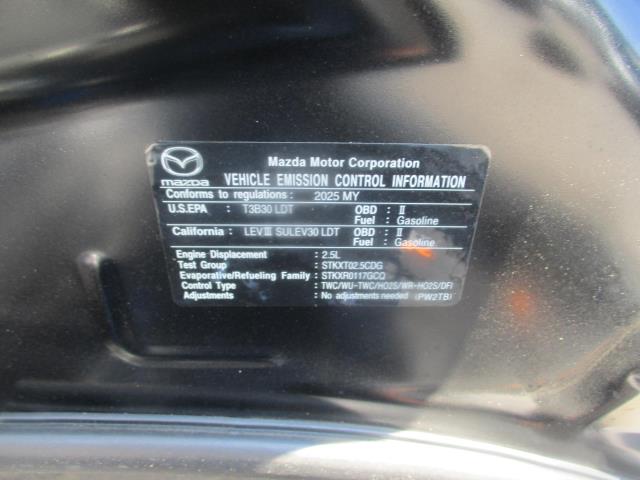 Mazda Motor Corporation
mazda VEHICLE EMISSION CONTROL INFORMATION
Conforms to regulations : 2025 MY
U.S.EPA : T3B30 LDT OBD : II
Fuel : Gasoline
California : LEVIII SULEV30 LDT OBD : II
Fuel : Gasoline
Engine Displacement : 2.5L
Test Group : STKXT02.5CDG
Evaporative/Refueling Family : STKXR0117GCQ
Control Type : TWC/WU-TWC/HO2S/WR-HO2S/DFI
Adjustments : No adjustments needed (PW2TB)